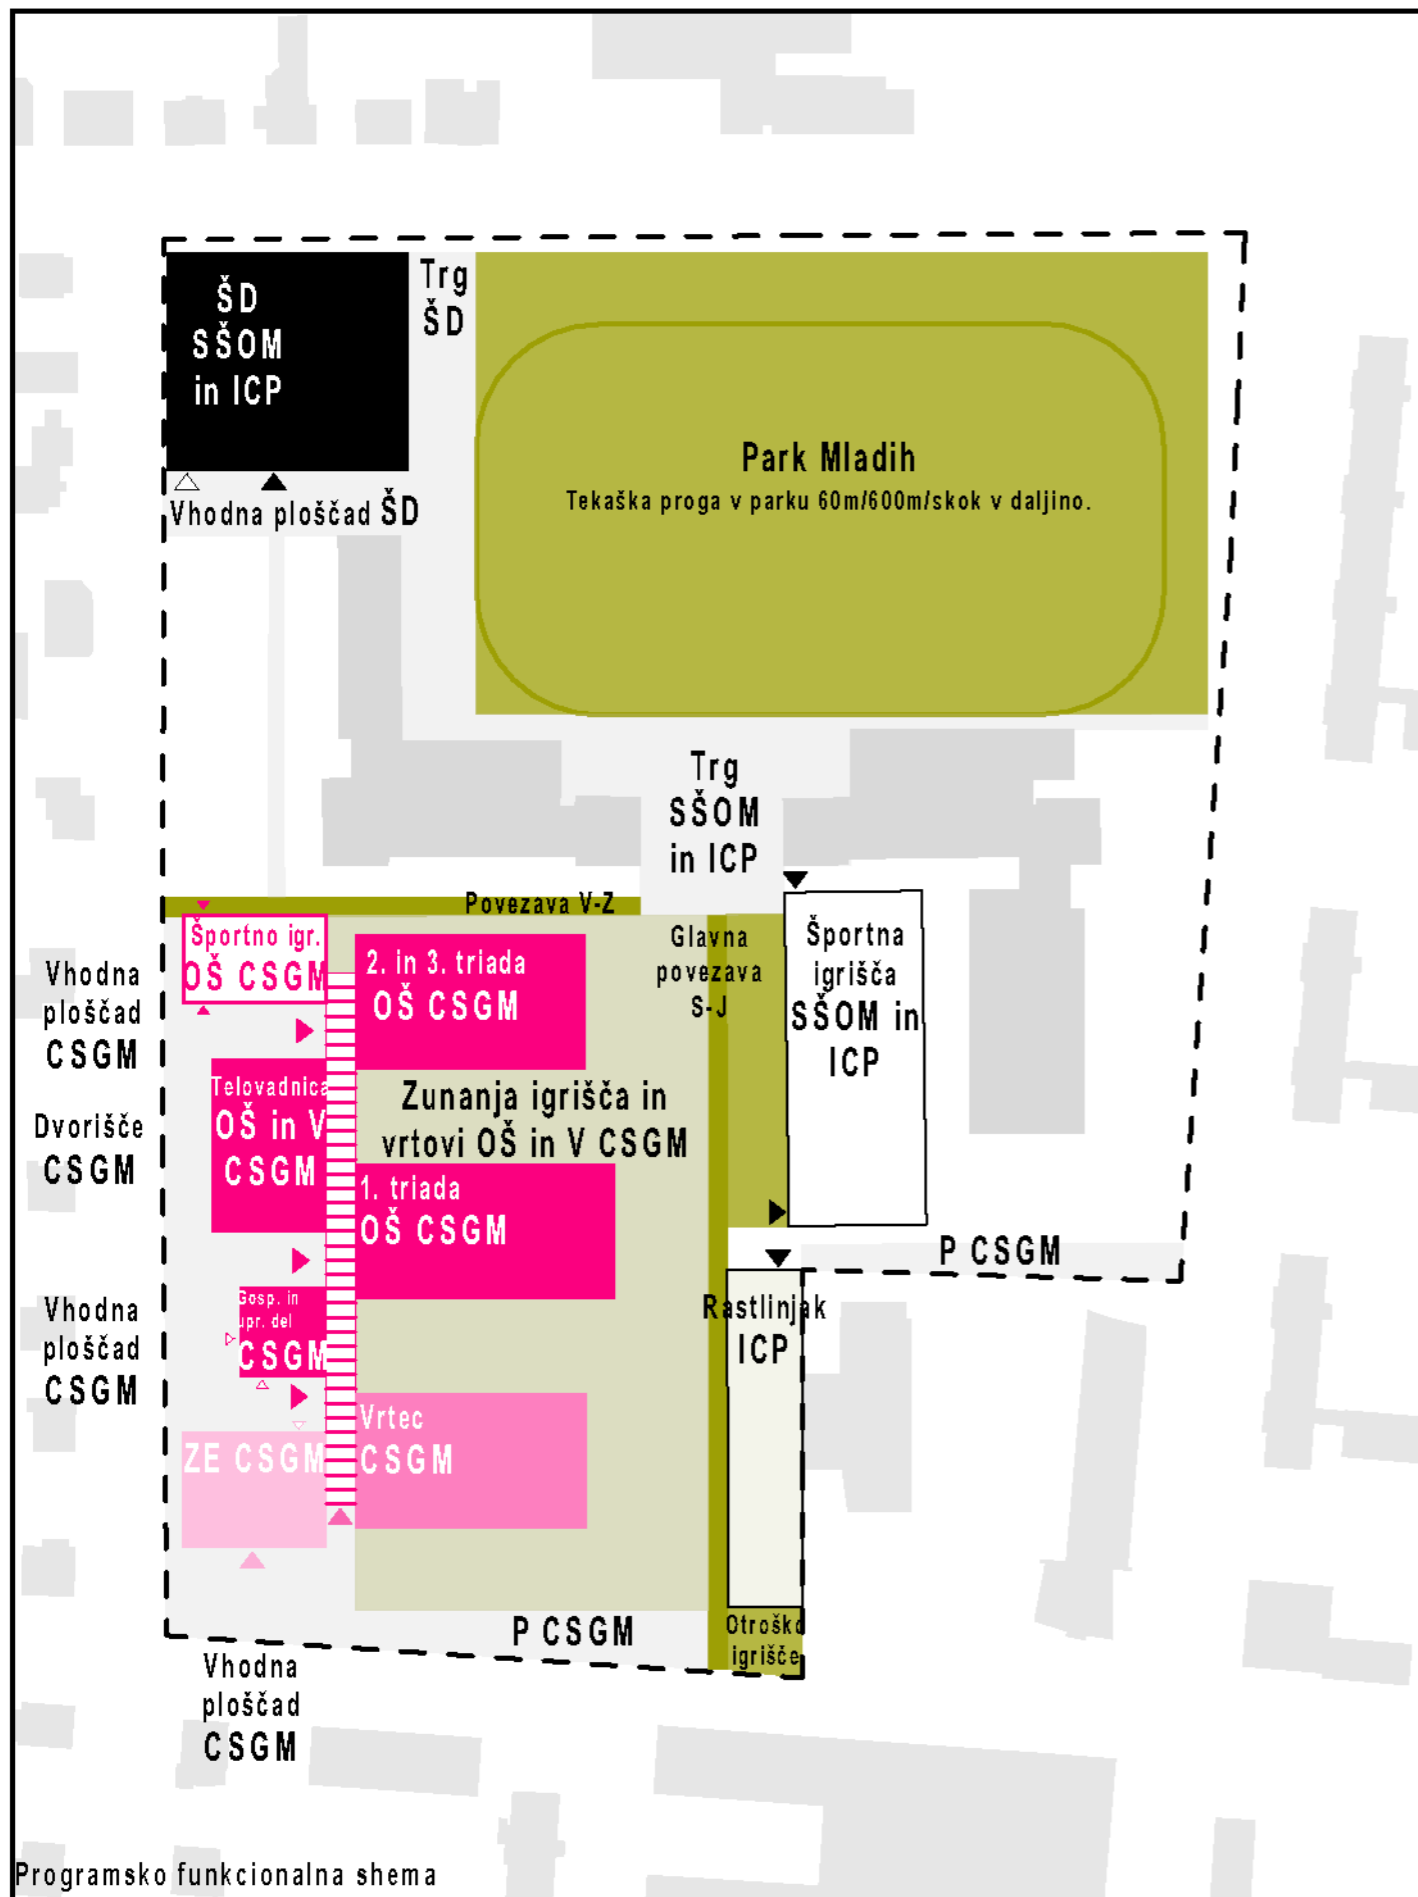 ŠD
SŠOM
in ICP
Trg
ŠD
Park Mladih
Tekaška proga v parku 60m/600m/skok v daljino.
Vhodna ploščad ŠD
Trg
SŠOM
in ICP
Povezava V-Z
Športno igr.
OŠ CSGM
2. in 3. triada
OŠ CSGM
Glavna
povezava
S-J
Športna
igrišča
SŠOM in
ICP
Vhodna
ploščad
CSGM
Telovadnica
OŠ in V
CSGM
Zunanja igrišča in
vrtovi OŠ in V CSGM
Dvorišče
CSGM
1. triada
OŠ CSGM
P CSGM
Gosp. in
upr. del
CSGM
Vhodna
ploščad
CSGM
Rastlinjak
ICP
Vrtec
CSGM
ZE CSGM
P CSGM
Otroško
igrišče
Vhodna
ploščad
CSGM
Programsko funkcionalna shema